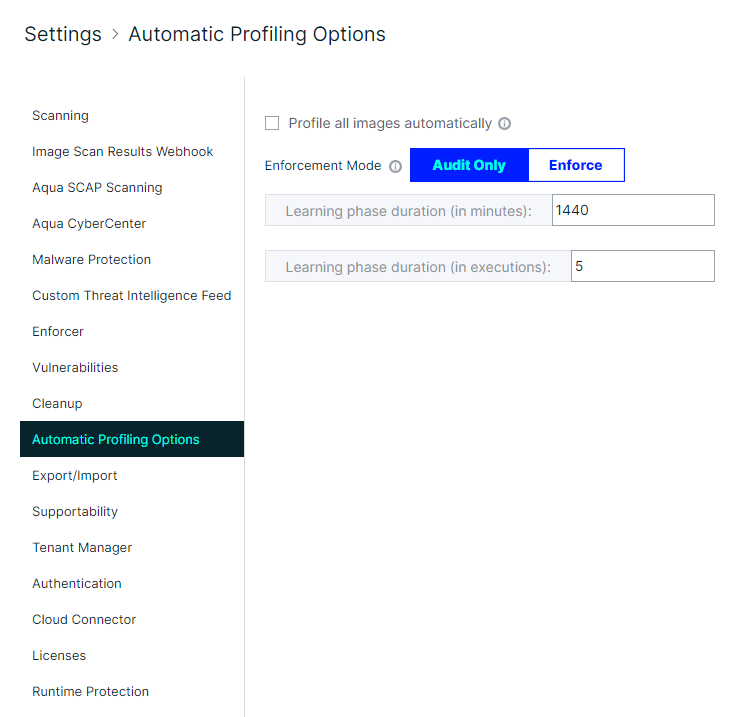 Settings > Automatic Profiling Options
Scanning
Image Scan Results Webhook
Aqua SCAP Scanning
Aqua CyberCenter
Malware Protection
Custom Threat Intelligence Feed
Enforcer
Vulnerabilities
Cleanup
Automatic Profiling Options
Export/Import
Supportability
Tenant Manager
Authentication
Cloud Connector
Licenses
Runtime Protection
Profile all images automatically
Enforcement Mode Audit Only Enforce
Learning phase duration (in minutes): 1440
Learning phase duration (in executions): 5